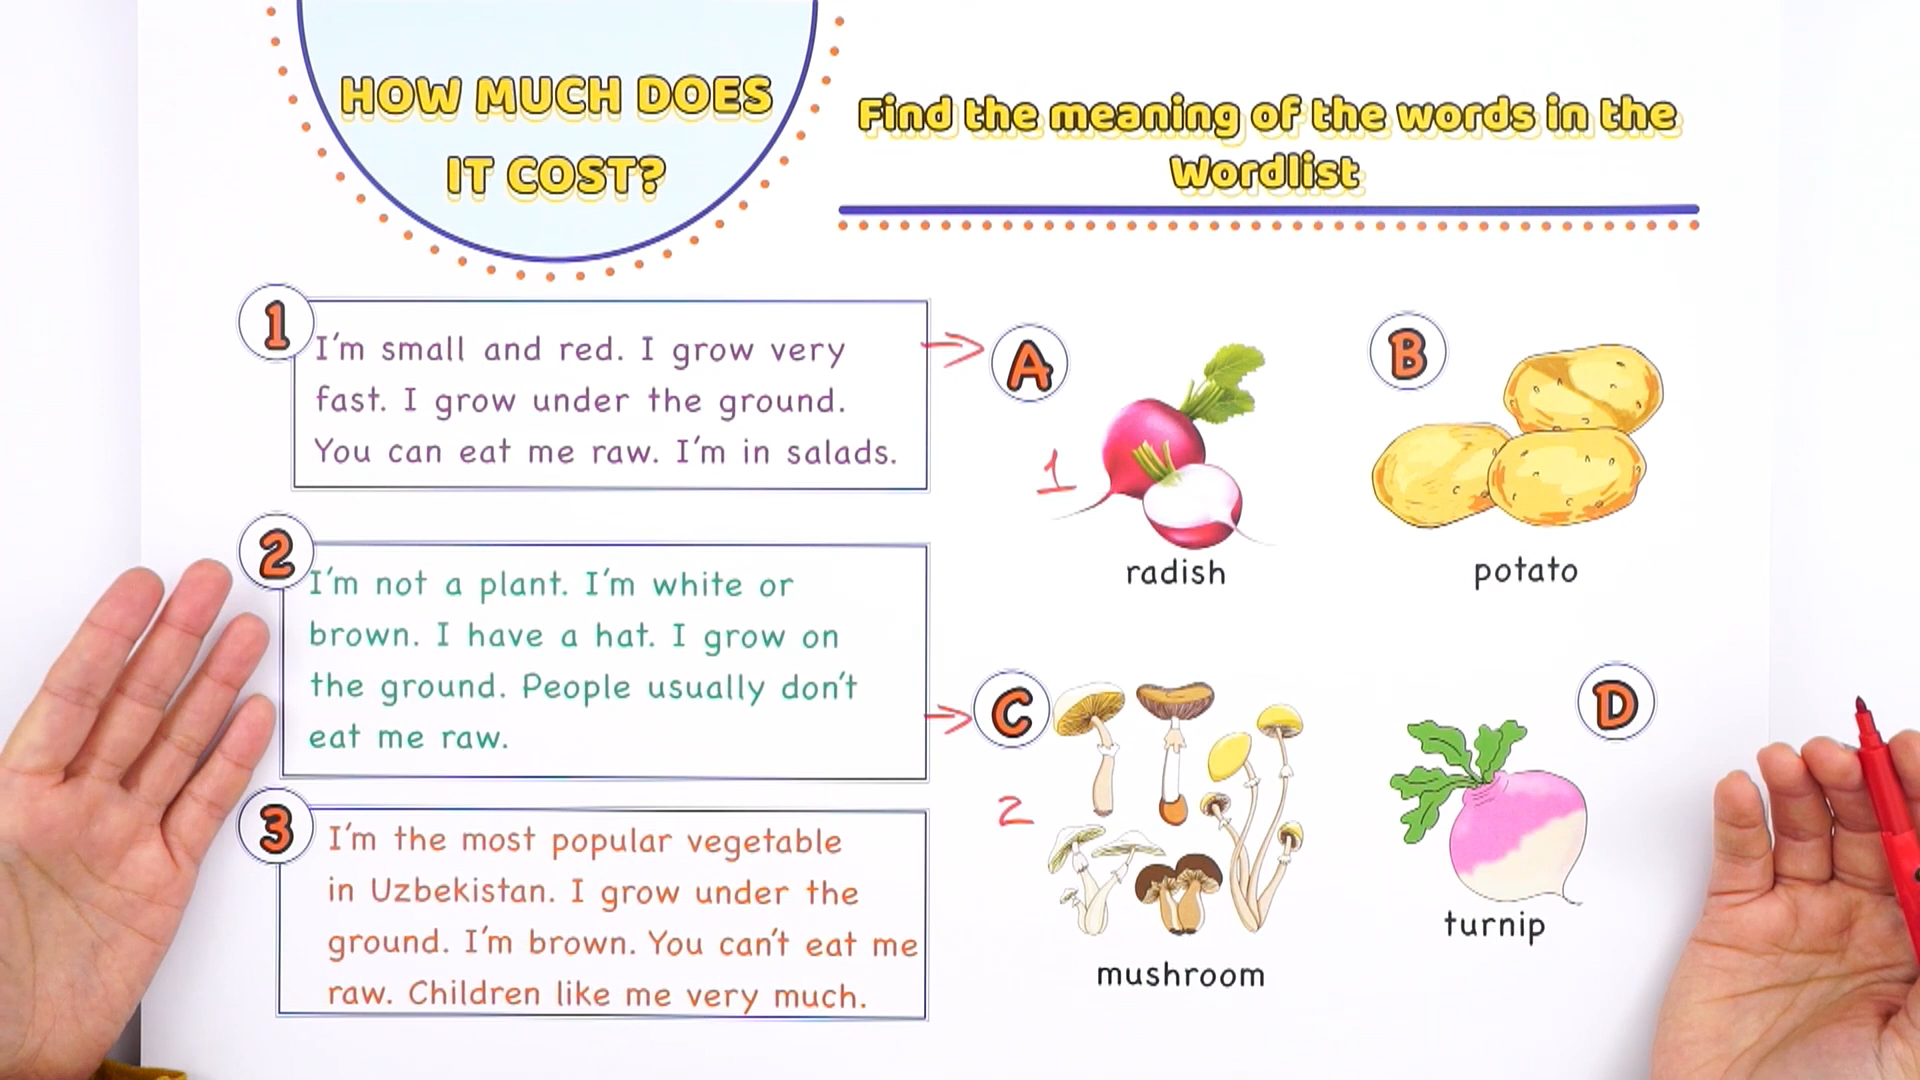 HOW MUCH DOES
IT COST?
Find the meaning of the words in the
Wordlist
1
I'm small and red. I grow very
fast. I grow under the ground.
You can eat me raw. I'm in salads.
2
I'm not a plant. I'm white or
brown. I have a hat. I grow on
the ground. People usually don't
eat me raw.
3
I'm the most popular vegetable
in Uzbekistan. I grow under the
ground. I'm brown. You can't eat me
raw. Children like me very much.
A
1
radish
B
potato
C
2
mushroom
D
turnip